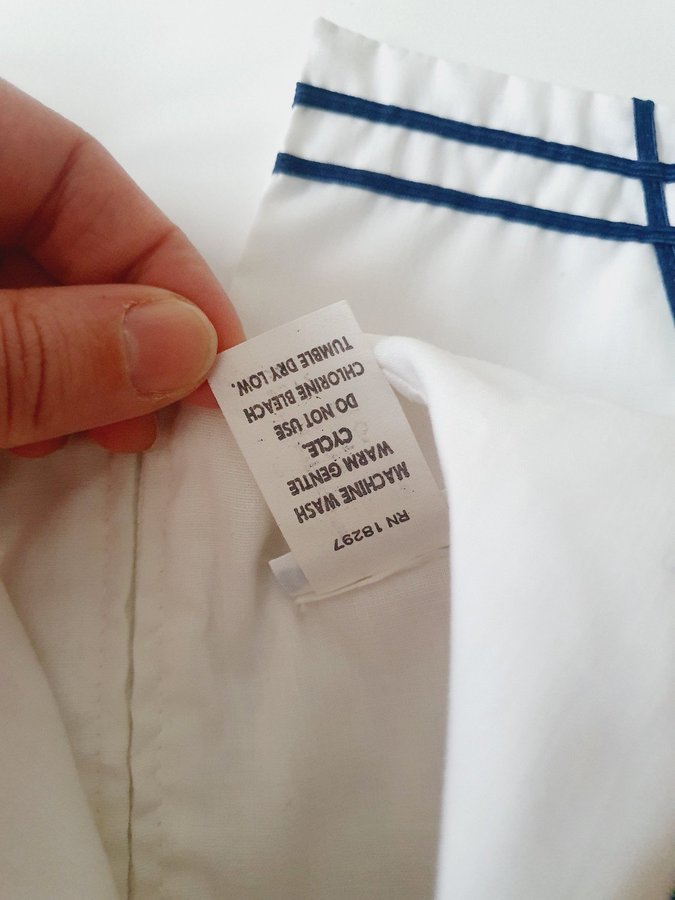 RN 18297
MACHINE WASH
WARM GENTLE
CYCLE.
DO NOT USE
CHLORINE BLEACH
TUMBLE DRY LOW.